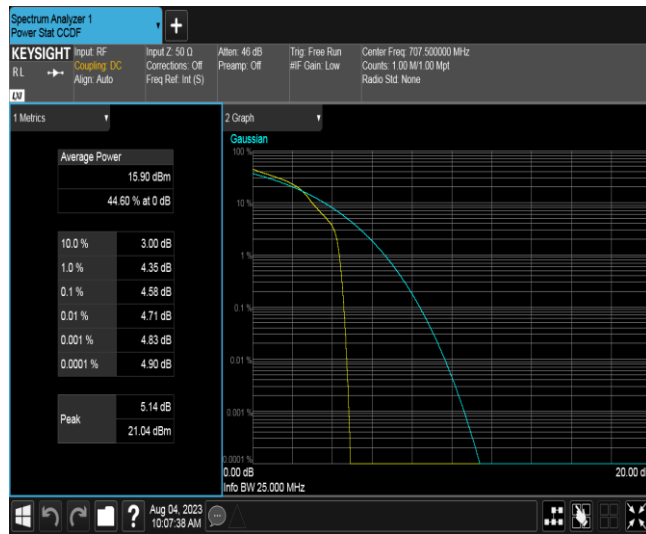 Spectrum Analyzer 1
Power Stat CCDF
+
KEYSIGHT
RL
LXI
Input: RF
Coupling: DC
Align: Auto
Input Z: 50 Ω
Corrections: Off
Freq Ref: Int (S)
Atten: 46 dB
Preamp: Off
Trig: Free Run
#IF Gain: Low
Center Freq: 707.500000 MHz
Counts: 1.00 M/1.00 Mpt
Radio Std: None
1 Metrics
Average Power
15.90 dBm
44.60 % at 0 dB
10.0 % 3.00 dB
1.0 % 4.35 dB
0.1 % 4.58 dB
0.01 % 4.71 dB
0.001 % 4.83 dB
0.0001 % 4.90 dB
Peak
5.14 dB
21.04 dBm
2 Graph
Gaussian
100 %
10 %
1 %
0.1 %
0.01 %
0.001 %
0.0001 %
0.00 dB
20.00 d
Info BW 25.000 MHz
?
Aug 04, 2023
10:07:38 AM